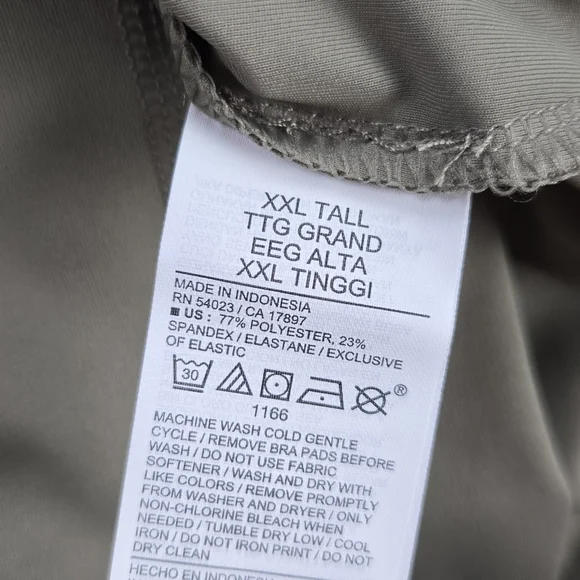 XXL TALL
TTG GRAND
EEG ALTA
XXL TINGGI
MADE IN INDONESIA
RN 54023 / CA 17897
US : 77% POLYESTER, 23%
SPANDEX / ELASTANE / EXCLUSIVE
OF ELASTIC
30
®
1166
MACHINE WASH COLD GENTLE
CYCLE / REMOVE BRA PADS BEFORE
WASH / DO NOT USE FABRIC
SOFTENER / WASH AND DRY WITH
LIKE COLORS / REMOVE PROMPTLY
FROM WASHER AND DRYER / ONLY
NON-CHLORINE BLEACH WHEN
NEEDED / TUMBLE DRY LOW / COOL
IRON / DO NOT IRON PRINT / DO NOT
DRY CLEAN
HECHO EN INDONESIA